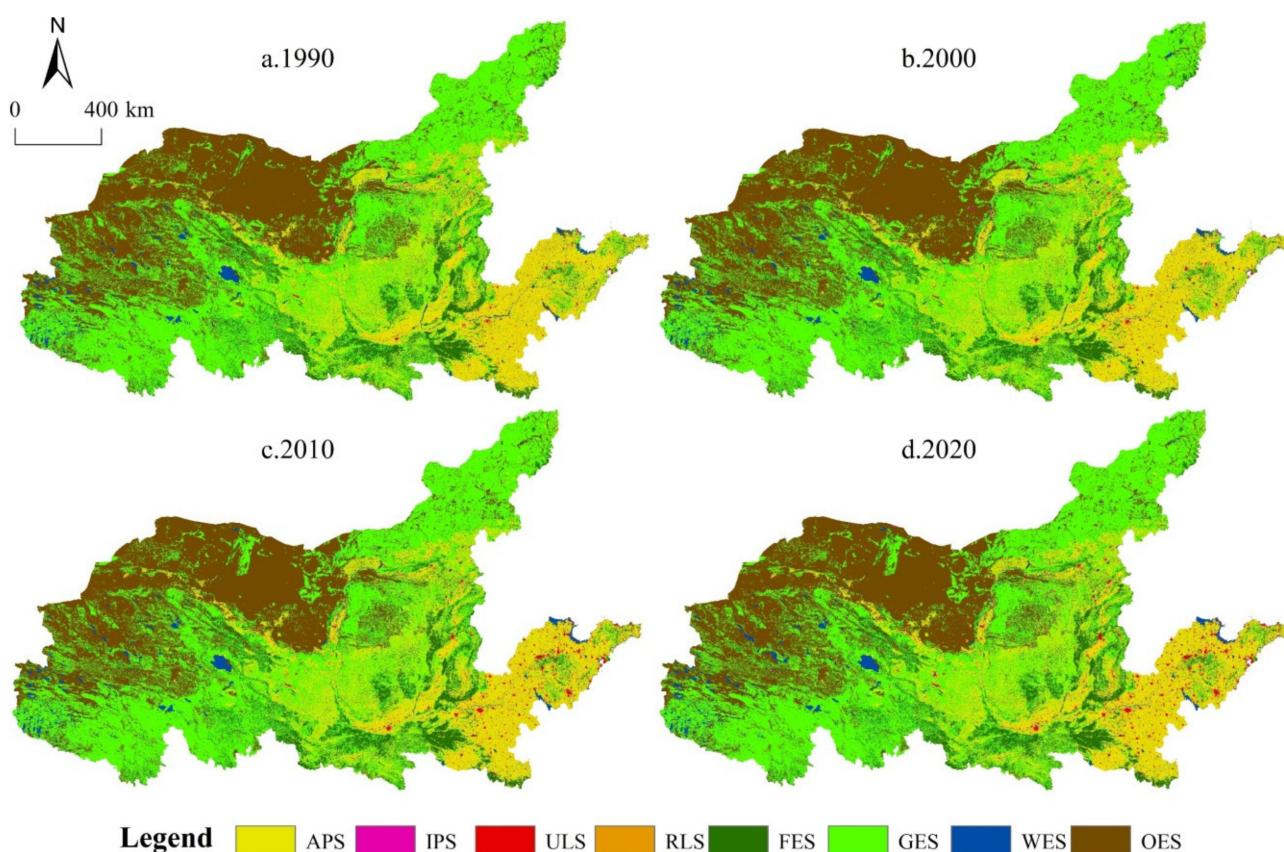 N
a.1990
b.2000
0 400 km
c.2010
d.2020
Legend APS IPS ULS RLS FES GES WES OES